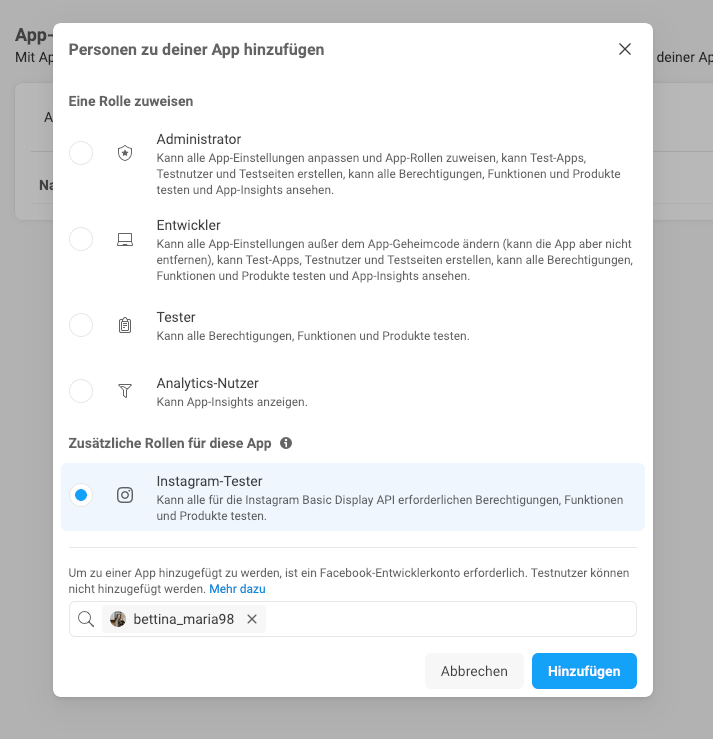 App-
Personen zu deiner App hinzufügen
Mit Ap
deiner Ap
Eine Rolle zuweisen
A
Administrator
Kann alle App-Einstellungen anpassen und App-Rollen zuweisen, kann Test-Apps,
Testnutzer und Testseiten erstellen, kann alle Berechtigungen, Funktionen und Produkte
testen und App-Insights ansehen.
Na
Entwickler
Kann alle App-Einstellungen außer dem App-Geheimcode ändern (kann die App aber nicht
entfernen), kann Test-Apps, Testnutzer und Testseiten erstellen, kann alle Berechtigungen,
Funktionen und Produkte testen und App-Insights ansehen.
Tester
Kann alle Berechtigungen, Funktionen und Produkte testen.
Analytics-Nutzer
Kann App-Insights anzeigen.
Zusätzliche Rollen für diese App
Instagram-Tester
Kann alle für die Instagram Basic Display API erforderlichen Berechtigungen, Funktionen
und Produkte testen.
Um zu einer App hinzugefügt zu werden, ist ein Facebook-Entwicklerkonto erforderlich. Testnutzer können
nicht hinzugefügt werden. Mehr dazu
bettina_maria98
Abbrechen
Hinzufügen